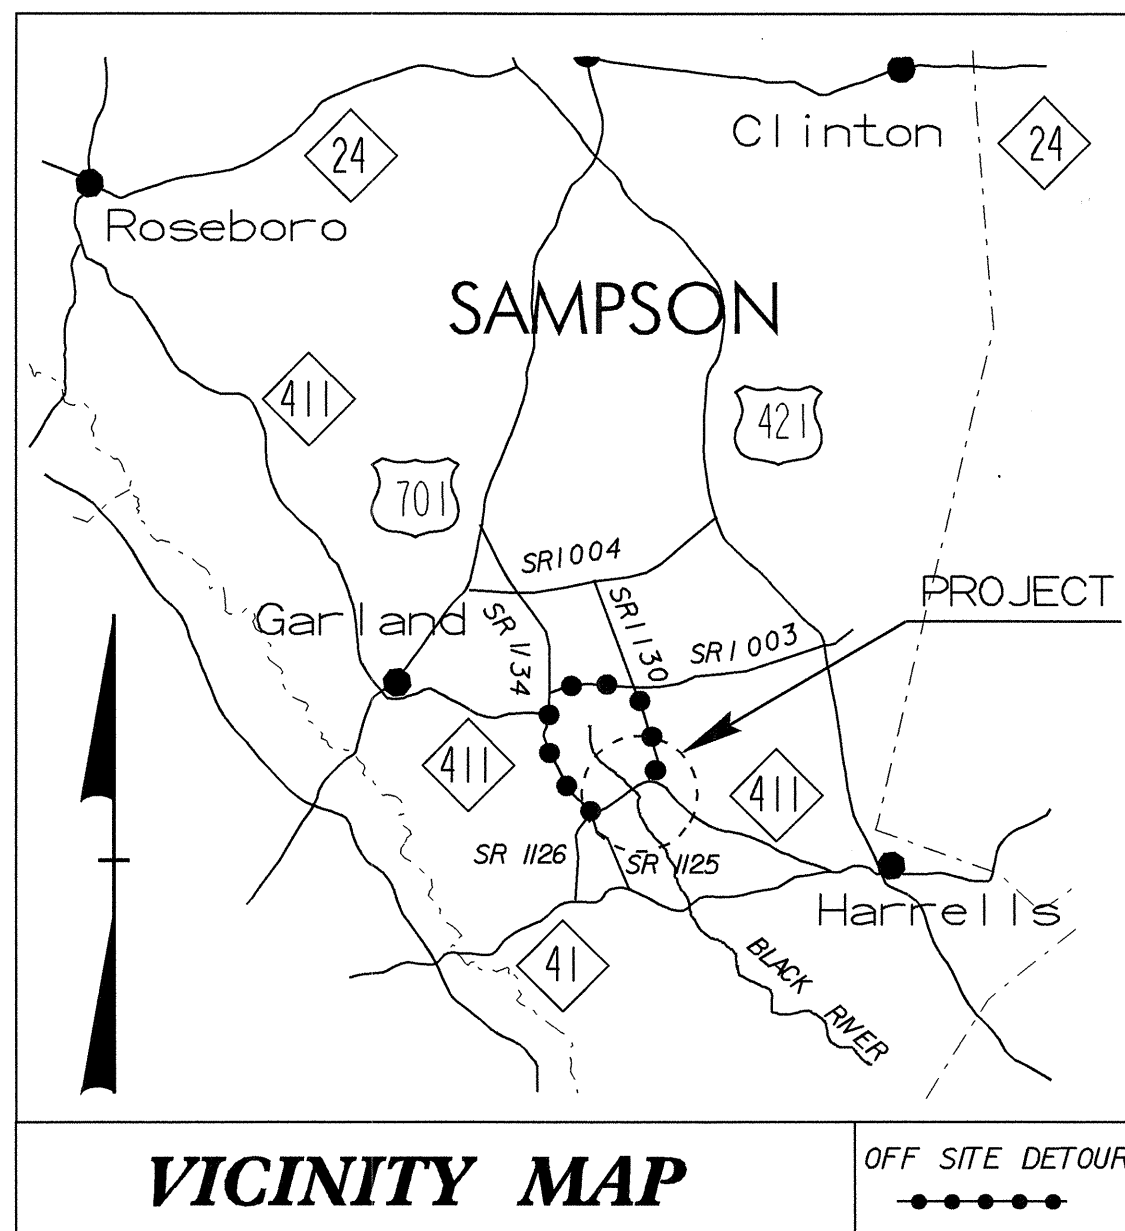 Clinton
24
24
Roseboro
SAMPSON
411
421
701
SR1004
PROJECT
Garland
SR 1134
SR1130
SR1003
411
411
SR 1126
SR 1125
Harrells
41
BLACK RIVER
VICINITY MAP
OFF SITE DETOUR